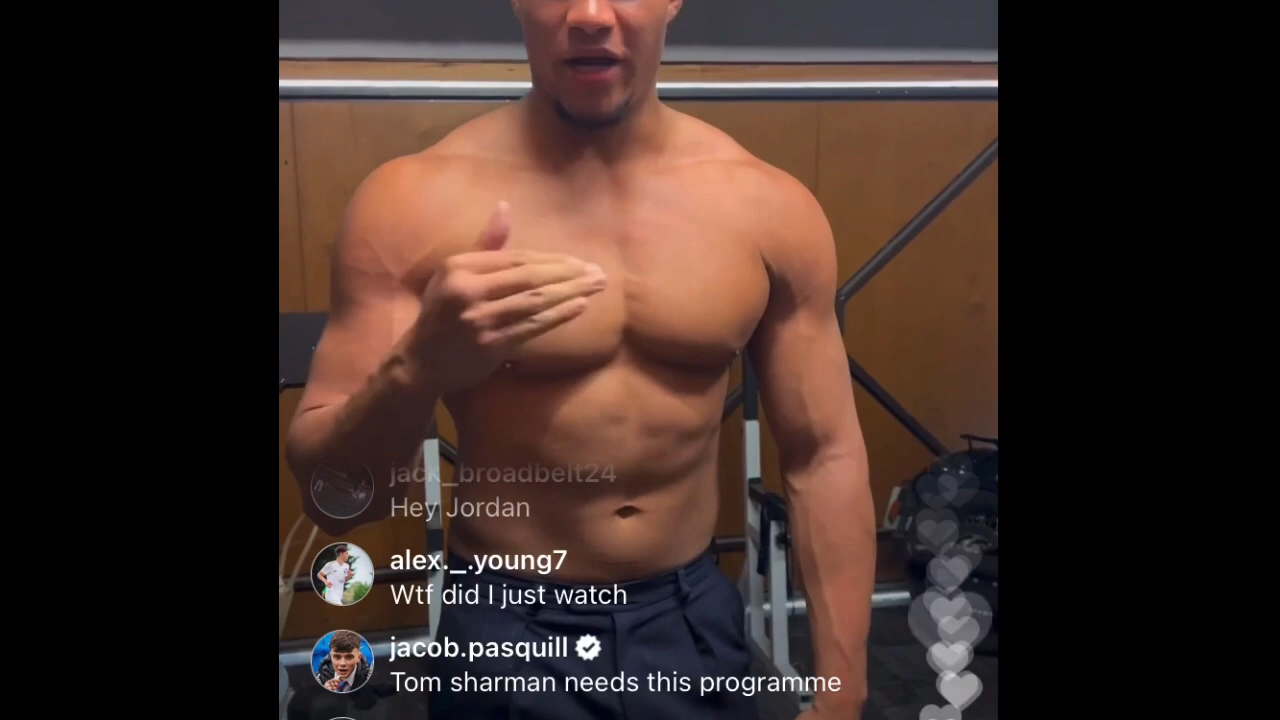 jack_broadbelt24
Hey Jordan
alex._.young7
Wtf did I just watch
jacob.pasquill
Tom sharman needs this programme